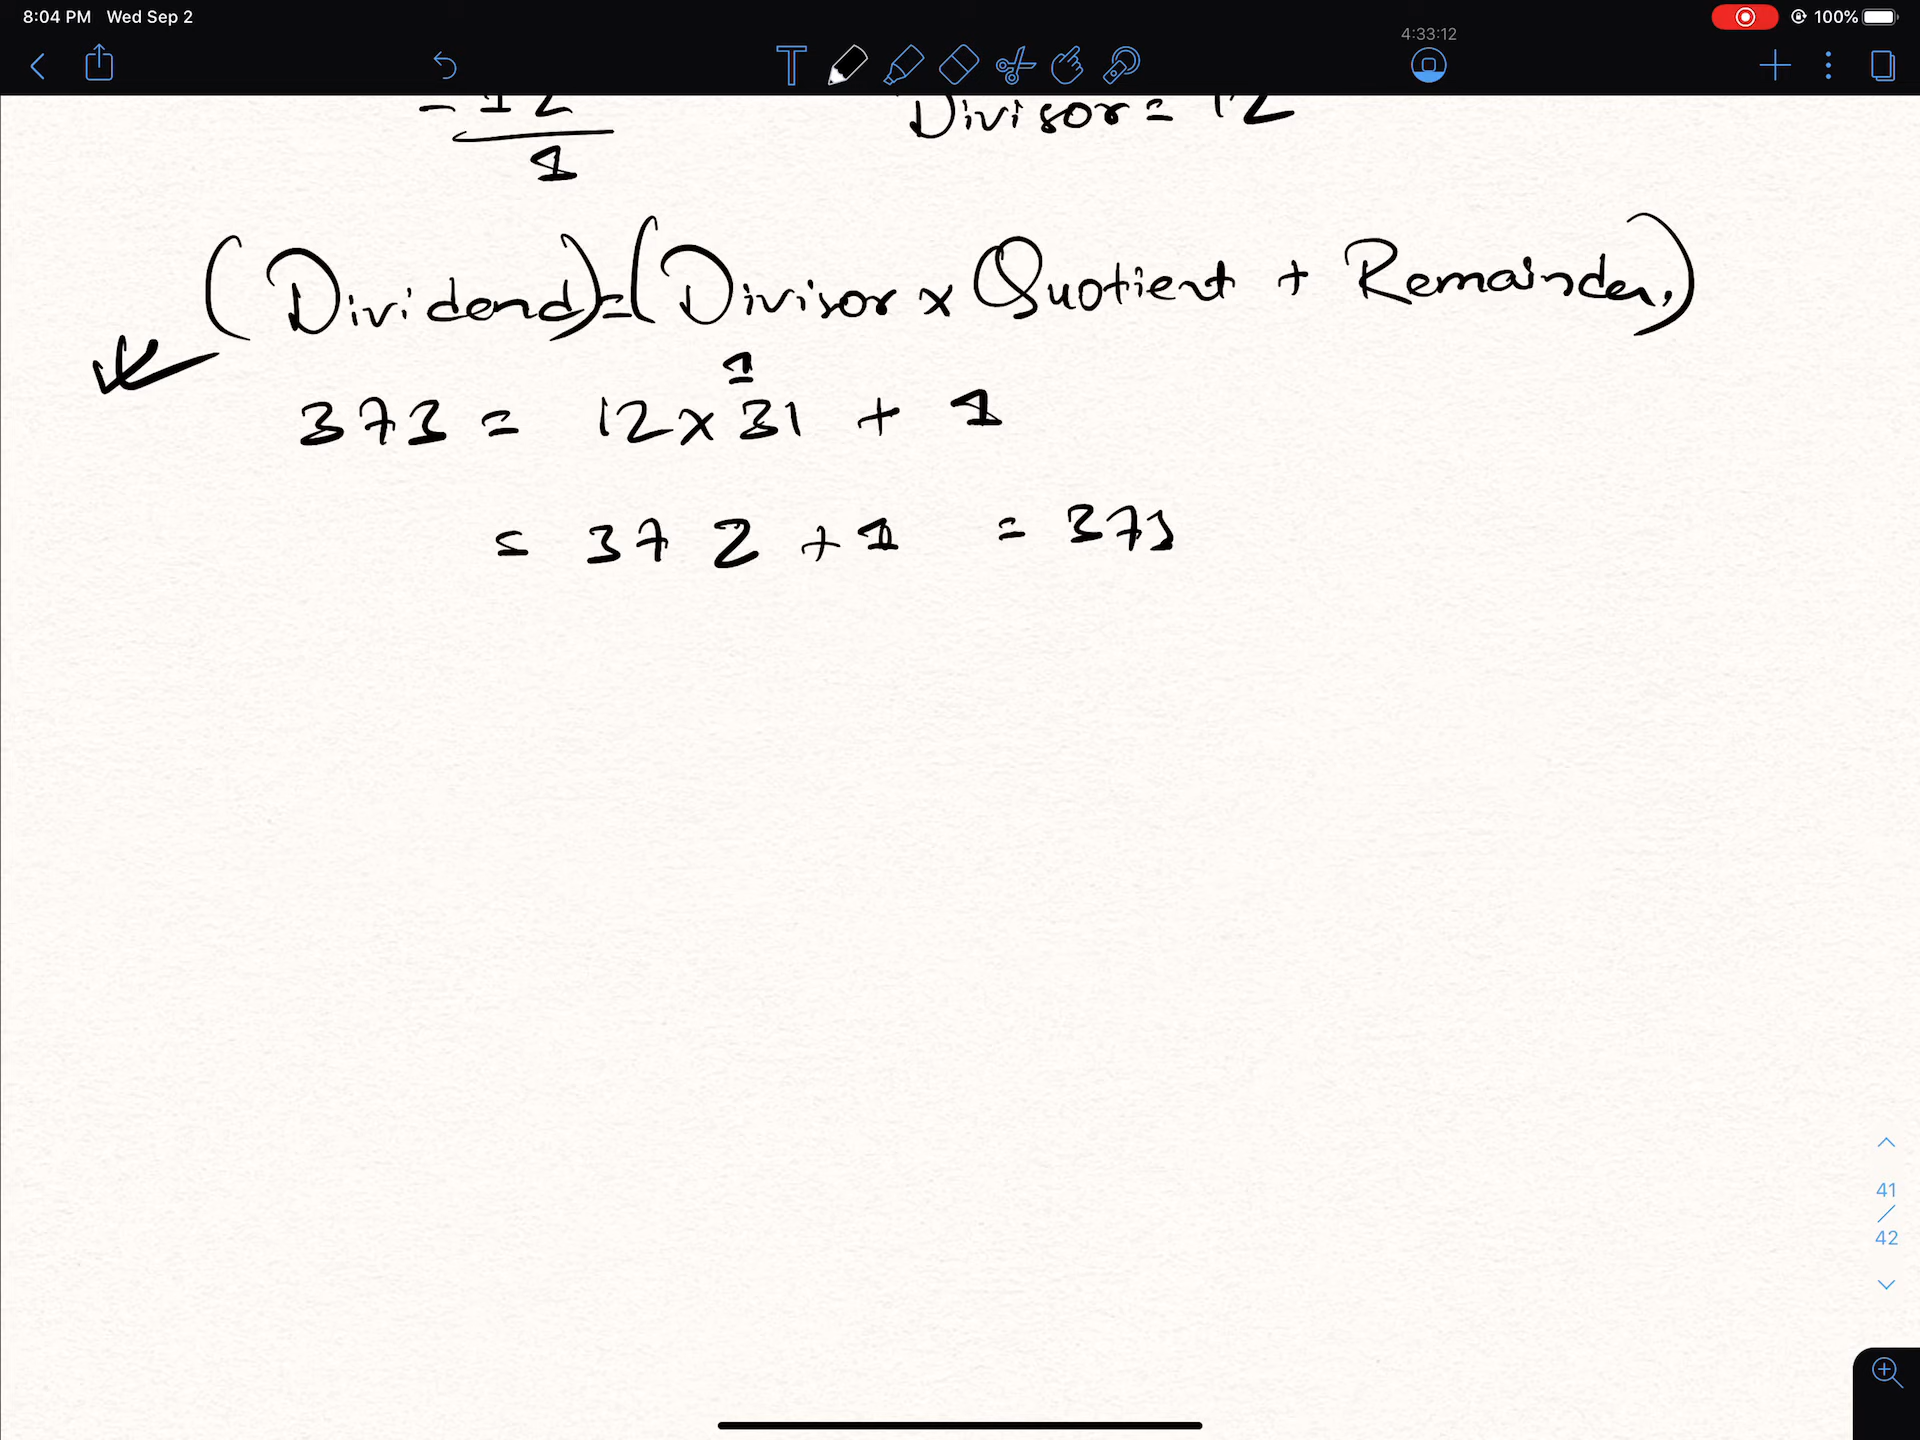 8:04 PM Wed Sep 2
100%
4:33:12
- 12
Divisor = 12
1
(Dividend) = (Divisor x Quotient + Remainder)
1
373 = 12 x 31 + 1
= 372 + 1 = 373
41
/
42